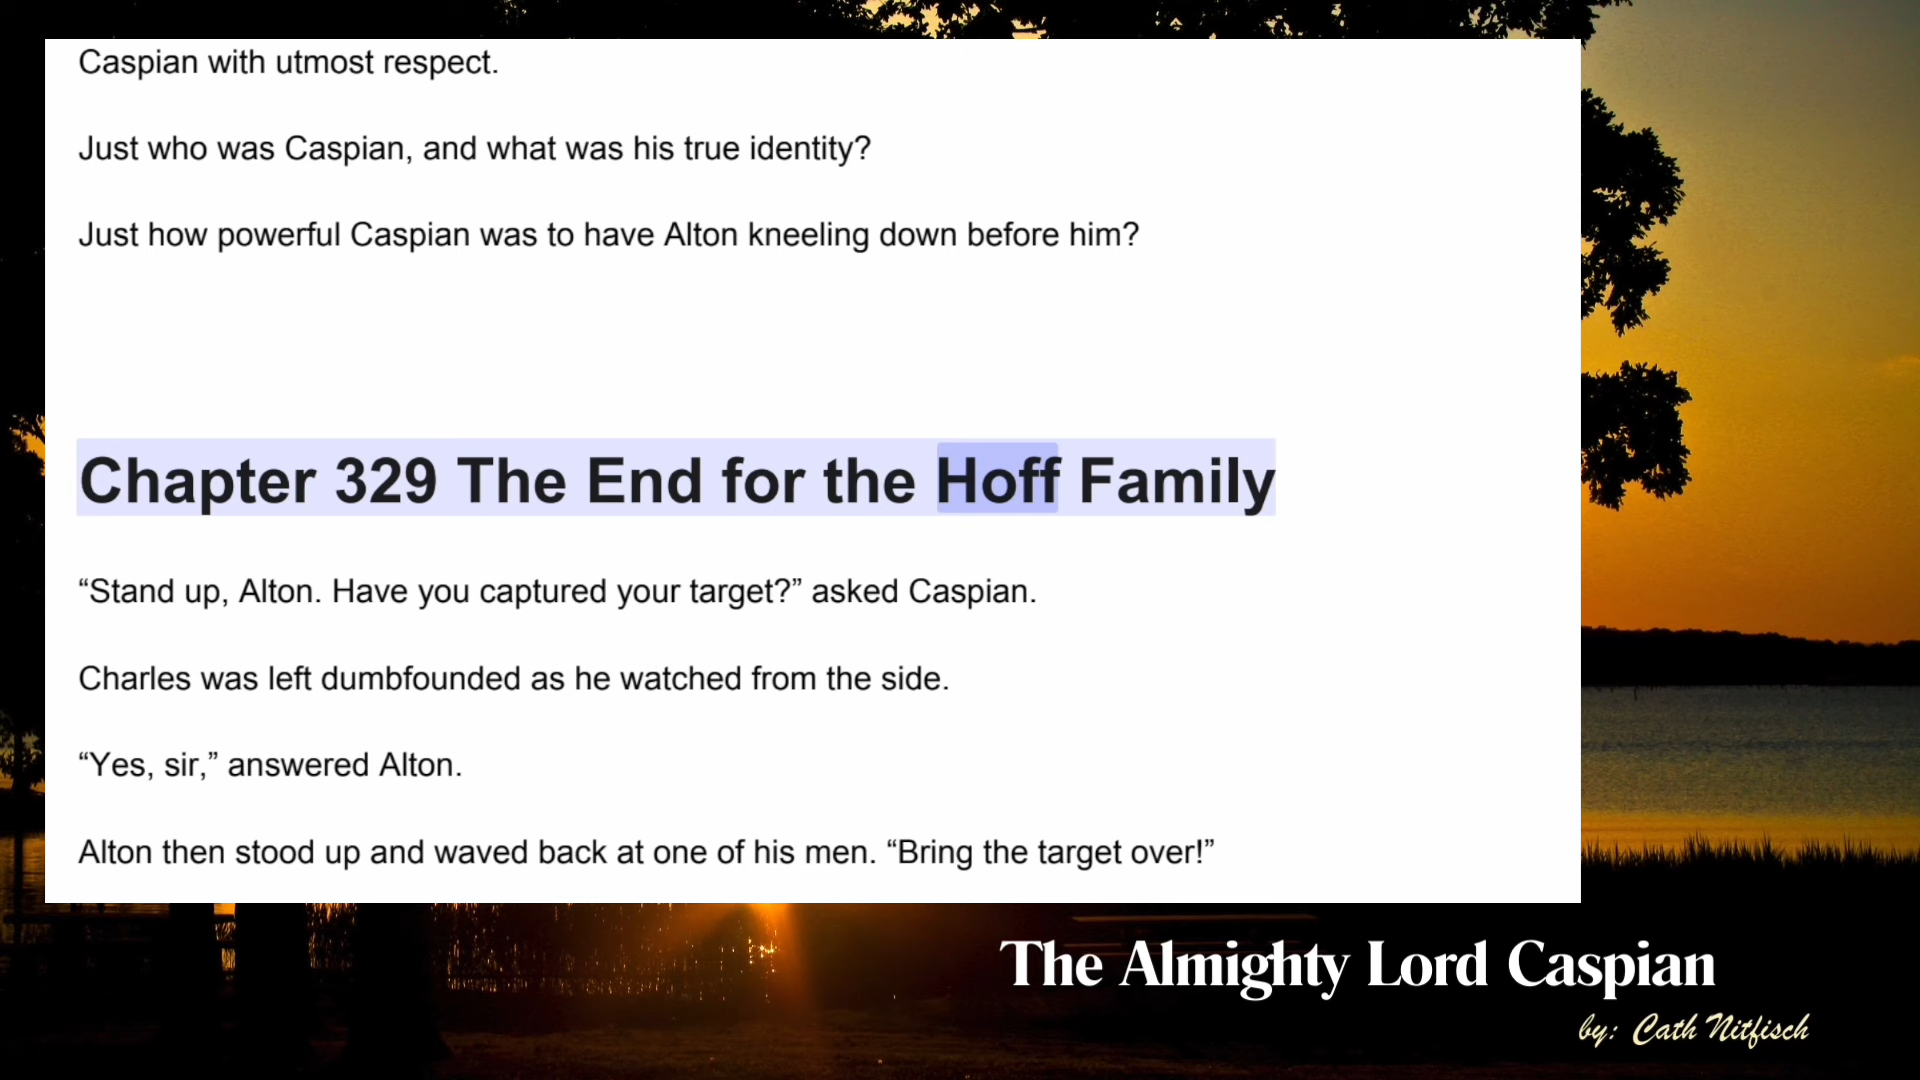 Caspian with utmost respect.
Just who was Caspian, and what was his true identity?
Just how powerful Caspian was to have Alton kneeling down before him?
Chapter 329 The End for the Hoff Family
“Stand up, Alton. Have you captured your target?” asked Caspian.
Charles was left dumbfounded as he watched from the side.
“Yes, sir,” answered Alton.
Alton then stood up and waved back at one of his men. “Bring the target over!”
The Almighty Lord Caspian
by: Cath Nitfisch